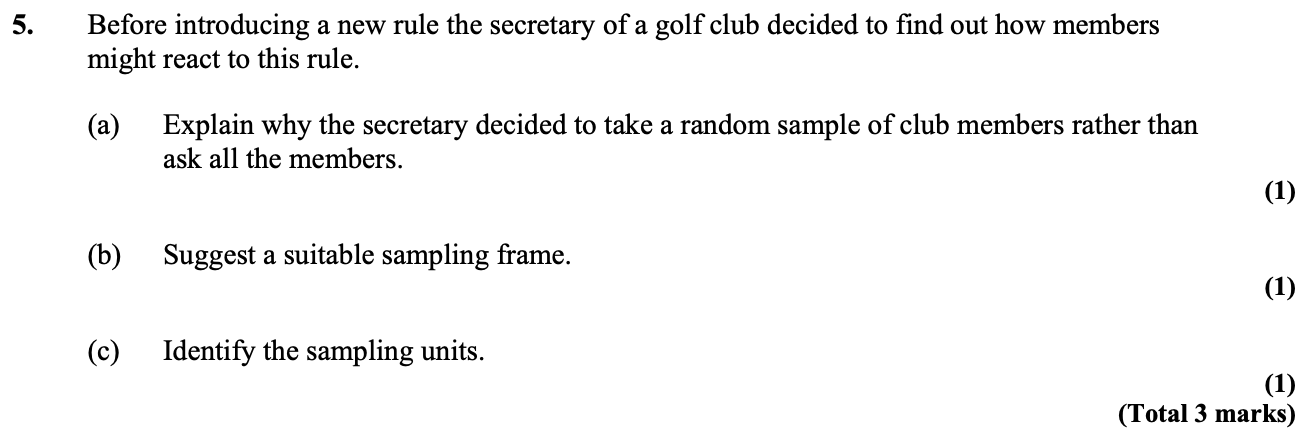 5. Before introducing a new rule the secretary of a golf club decided to find out how members
might react to this rule.
(a) Explain why the secretary decided to take a random sample of club members rather than
ask all the members.
(1)
(b) Suggest a suitable sampling frame.
(1)
(c) Identify the sampling units.
(1)
(Total 3 marks)